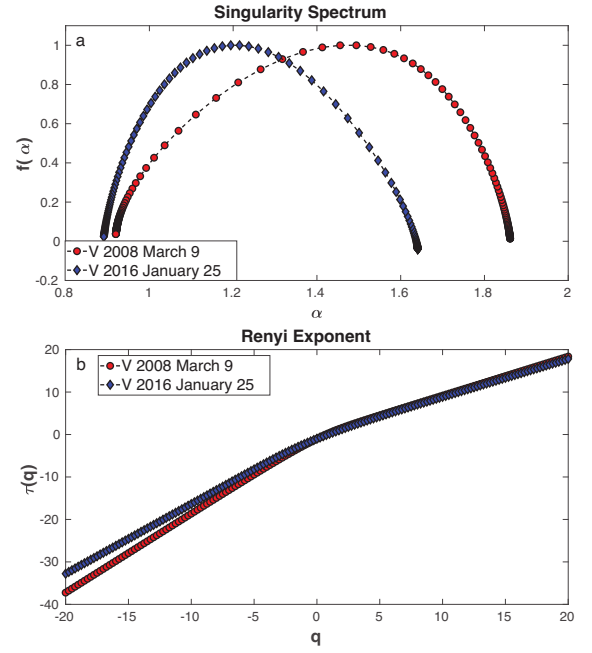 Singularity Spectrum
a
f( α)
1
0.8
0.6
0.4
0.2
0
-0.2
V 2008 March 9
V 2016 January 25
0.8 1 1.2 1.4 1.6 1.8 2
α
Renyi Exponent
b
τ(q)
20
10
0
-10
-20
-30
-40
V 2008 March 9
V 2016 January 25
-20 -15 -10 -5 0 5 10 15 20
q